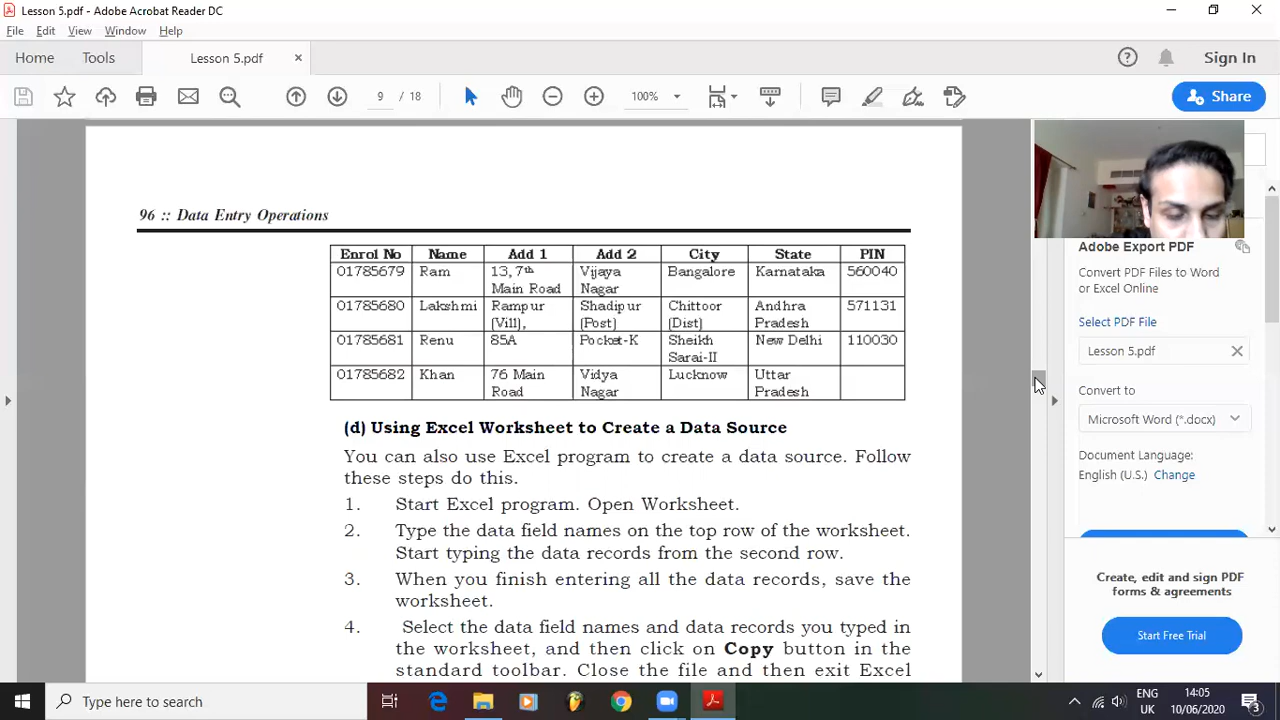 Lesson 5.pdf - Adobe Acrobat Reader DC
File Edit View Window Help
Home Tools Lesson 5.pdf × Sign In
9 / 18 100% Share
96 :: Data Entry Operations
Enrol No Name Add 1 Add 2 City State PIN
01785679 Ram 13, 7th Vijaya Bangalore Karnataka 560040
Main Road Nagar
01785680 Lakshmi Rampur Shadipur Chittoor Andhra 571131
(Vill), (Post) (Dist) Pradesh
01785681 Renu 85A Pocket-K Sheikh New Delhi 110030
Sarai-II
01785682 Khan 76 Main Vidya Lucknow Uttar
Road Nagar Pradesh
(d) Using Excel Worksheet to Create a Data Source
You can also use Excel program to create a data source. Follow
these steps do this.
1. Start Excel program. Open Worksheet.
2. Type the data field names on the top row of the worksheet.
Start typing the data records from the second row.
3. When you finish entering all the data records, save the
worksheet.
4. Select the data field names and data records you typed in
the worksheet, and then click on Copy button in the
standard toolbar. Close the file and then exit Excel
Adobe Export PDF
Convert PDF Files to Word
or Excel Online
Select PDF File
Lesson 5.pdf
Convert to
Microsoft Word (*.docx)
Document Language:
English (U.S.) Change
Create, edit and sign PDF
forms & agreements
Start Free Trial
Type here to search
ENG
UK
14:05
10/06/2020
3